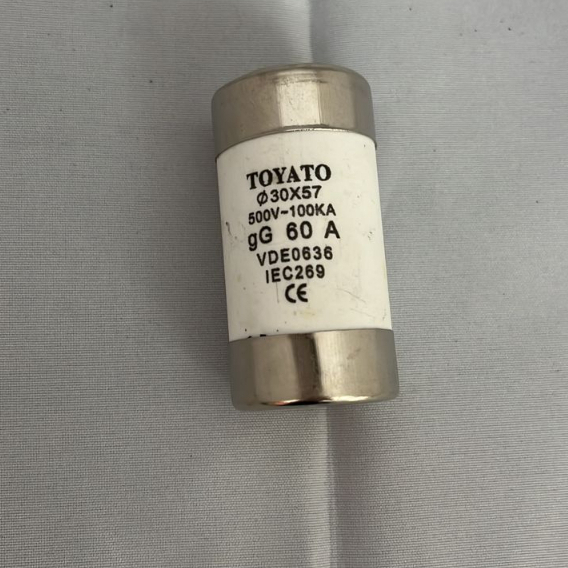 TOYATO
Ø30X57
500V~100KA
gG 60 A
VDE0636
IEC269
CE